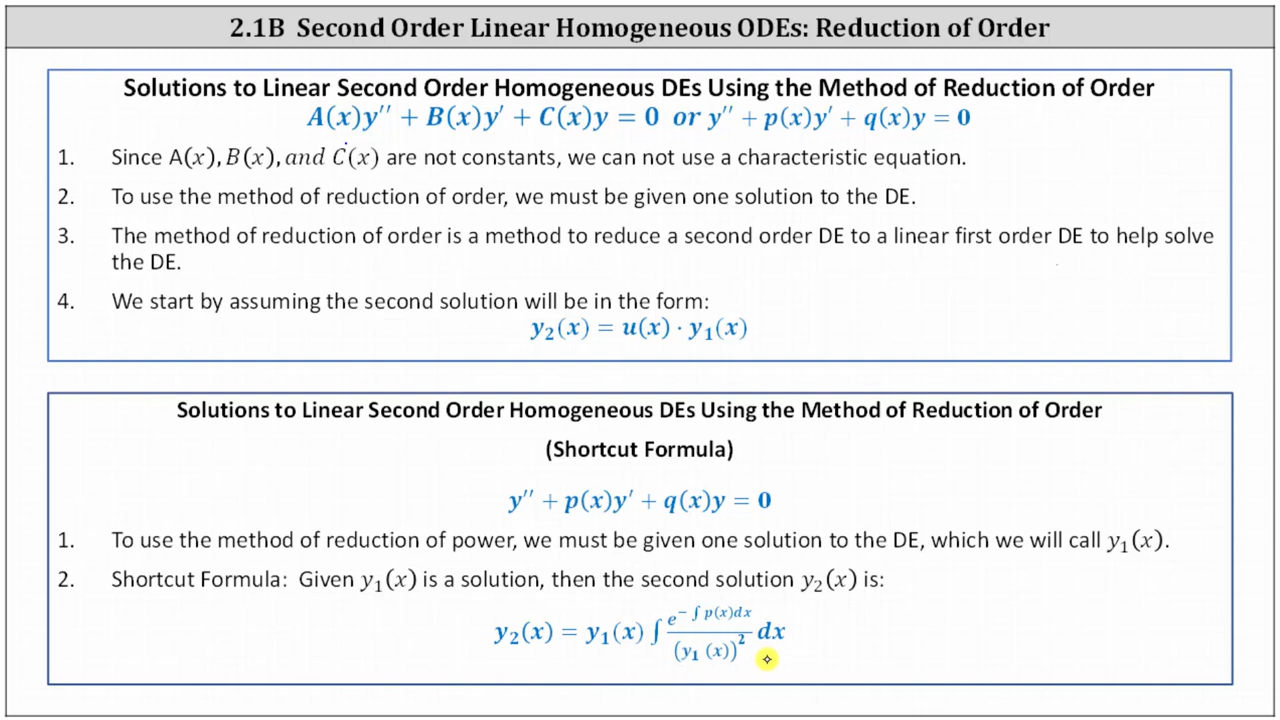 2.1B Second Order Linear Homogeneous ODEs: Reduction of Order
Solutions to Linear Second Order Homogeneous DEs Using the Method of Reduction of Order
A(x)y′′ + B(x)y′ + C(x)y = 0 or y′′ + p(x)y′ + q(x)y = 0
1. Since A(x), B(x), and C(x) are not constants, we can not use a characteristic equation.
2. To use the method of reduction of order, we must be given one solution to the DE.
3. The method of reduction of order is a method to reduce a second order DE to a linear first order DE to help solve
the DE.
4. We start by assuming the second solution will be in the form:
y₂(x) = u(x) · y₁(x)
Solutions to Linear Second Order Homogeneous DEs Using the Method of Reduction of Order
(Shortcut Formula)
y′′ + p(x)y′ + q(x)y = 0
1. To use the method of reduction of power, we must be given one solution to the DE, which we will call y₁(x).
2. Shortcut Formula: Given y₁(x) is a solution, then the second solution y₂(x) is:
y₂(x) = y₁(x) ∫ e^(− ∫ p(x)dx) / (y₁ (x))² dx